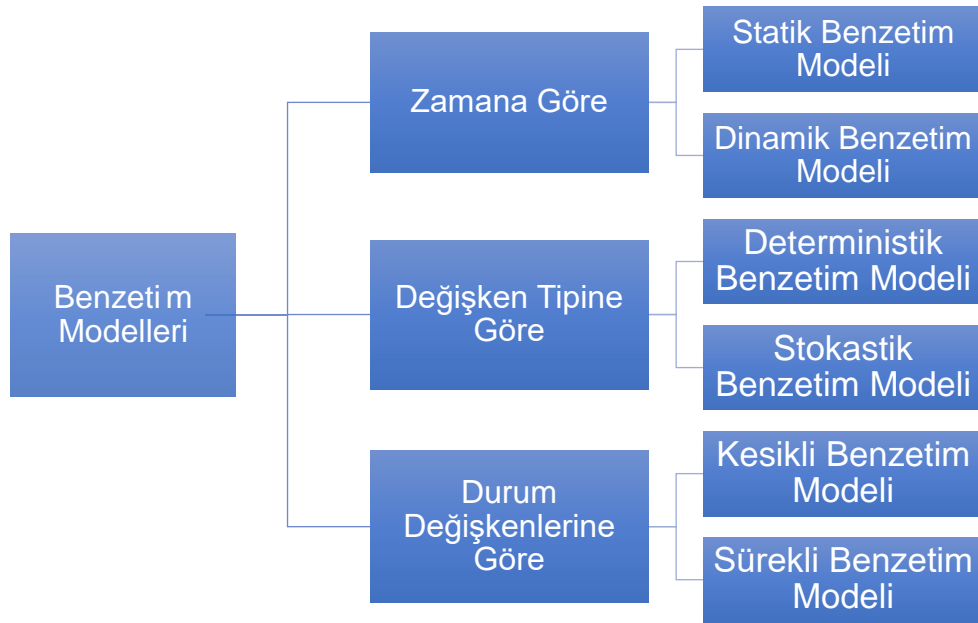 Benzetim
Modelleri
Zamana Göre
Statik Benzetim
Modeli
Dinamik Benzetim
Modeli
Değişken Tipine
Göre
Deterministik
Benzetim Modeli
Stokastik
Benzetim Modeli
Durum
Değişkenlerine
Göre
Kesikli Benzetim
Modeli
Sürekli Benzetim
Modeli